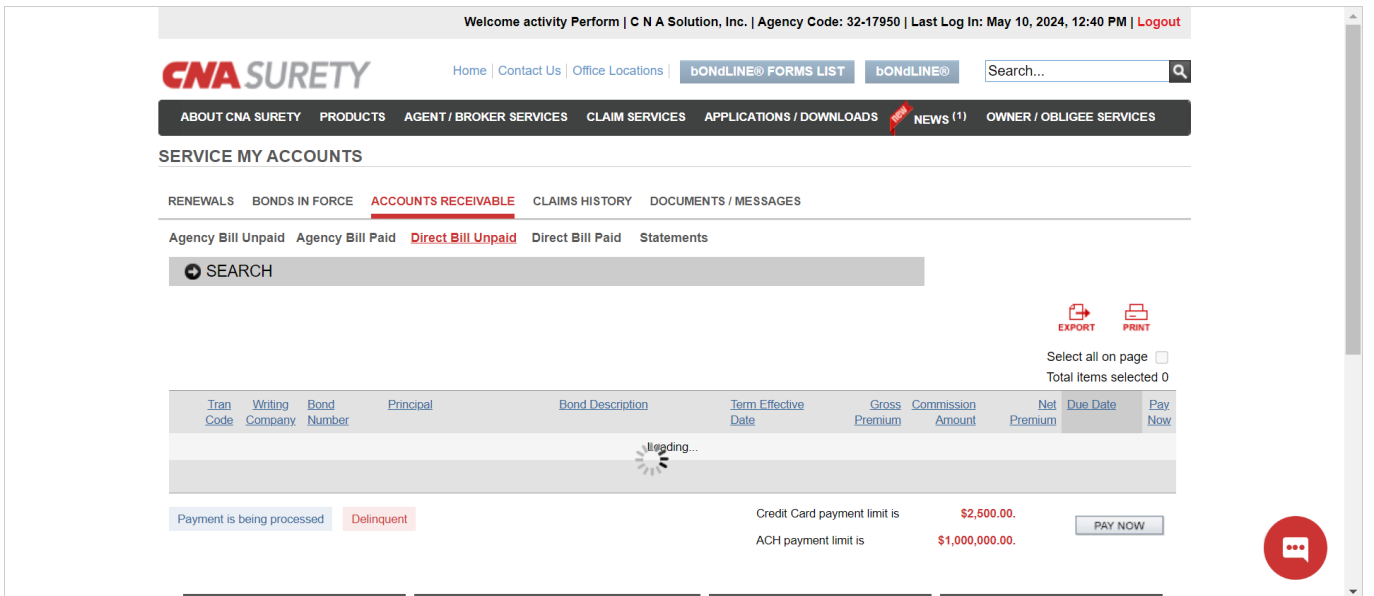 Welcome activity Perform | C N A Solution, Inc. | Agency Code: 32-17950 | Last Log In: May 10, 2024, 12:40 PM | Logout
CNA SURETY
Home | Contact Us | Office Locations |
bONdLINE® FORMS LIST
bONdLINE®
Search...
ABOUT CNA SURETY PRODUCTS AGENT / BROKER SERVICES CLAIM SERVICES APPLICATIONS / DOWNLOADS new NEWS (1) OWNER / OBLIGEE SERVICES
SERVICE MY ACCOUNTS
RENEWALS BONDS IN FORCE ACCOUNTS RECEIVABLE CLAIMS HISTORY DOCUMENTS / MESSAGES
Agency Bill Unpaid Agency Bill Paid Direct Bill Unpaid Direct Bill Paid Statements
SEARCH
EXPORT PRINT
Select all on page
Total items selected 0
Tran Code Writing Company Bond Number Principal Bond Description Term Effective Date Gross Premium Commission Amount Net Premium Due Date Pay Now
Loading...
Payment is being processed Delinquent
Credit Card payment limit is $2,500.00.
ACH payment limit is $1,000,000.00.
PAY NOW